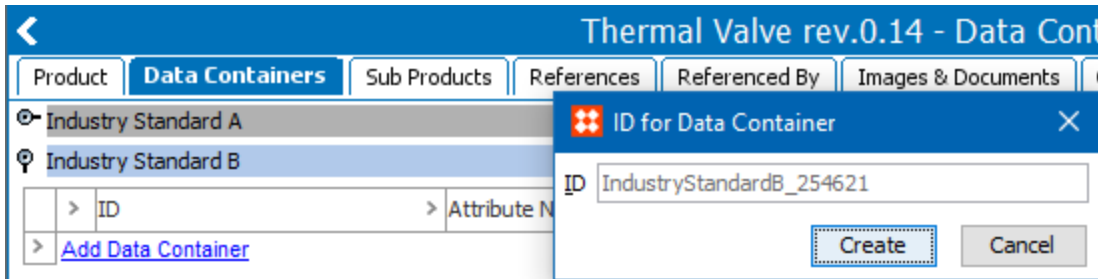 Thermal Valve rev.0.14 - Data Cont
Product Data Containers Sub Products References Referenced By Images & Documents
Industry Standard A
Industry Standard B
ID for Data Container
ID IndustryStandardB_254621
Create Cancel
> ID > Attribute N
> Add Data Container